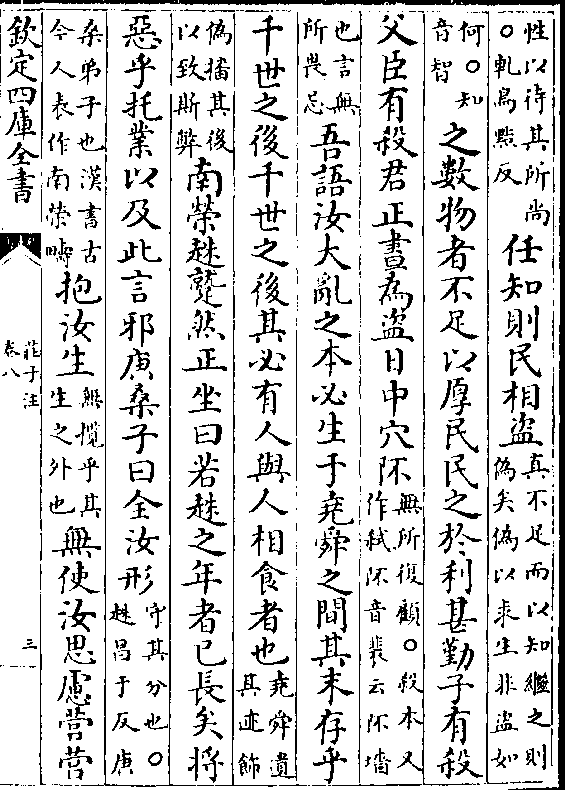 性以待其所尚
○軋烏黠反任知則民相盜真不足而以知繼之則
偽矣偽以求生非盜如
何○知
音智之數物者不足以厚民民之於利甚勤子有殺
父臣有殺君正晝為盜日中穴阫無所復顧○殺本又
作弑阫音裴云阫墻
也言無
所畏忌吾語汝大亂之本必生于堯舜之間其末存乎
千世之後千世之後其必有人與人相食者也堯舜遺
其迹飾
偽播其後
以致斯弊南榮趎蹵然正坐曰若趎之年者已長矣將
惡乎托業以及此言邪庚桑子曰全汝形守其分也○
趎昌于反庚
桒弟子也漢書古
今人表作南榮疇抱汝生無攬乎其
生之外也無使汝思慮營營
欽定四庫全書
莊子注
卷八
三